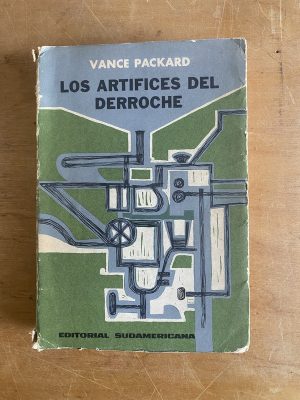 VANCE PACKARD
LOS ARTIFICES DEL
DERROCHE
EDITORIAL SUDAMERICANA